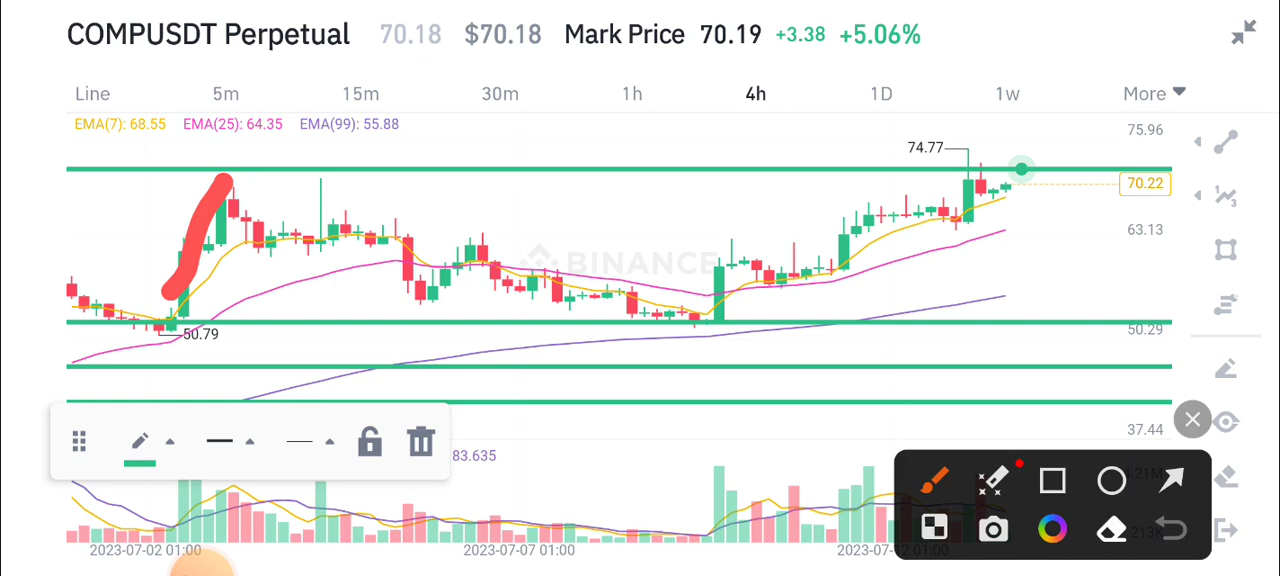 COMPUSDT Perpetual 70.18 $70.18 Mark Price 70.19 +3.38 +5.06%
Line 5m 15m 30m 1h 4h 1D 1w More
EMA(7): 68.55 EMA(25): 64.35 EMA(99): 55.88
75.96
74.77
70.22
63.13
BINANCE
50.29
50.79
37.44
83.635
2023-07-02 01:00 2023-07-07 01:00 2023-07-12 01:00